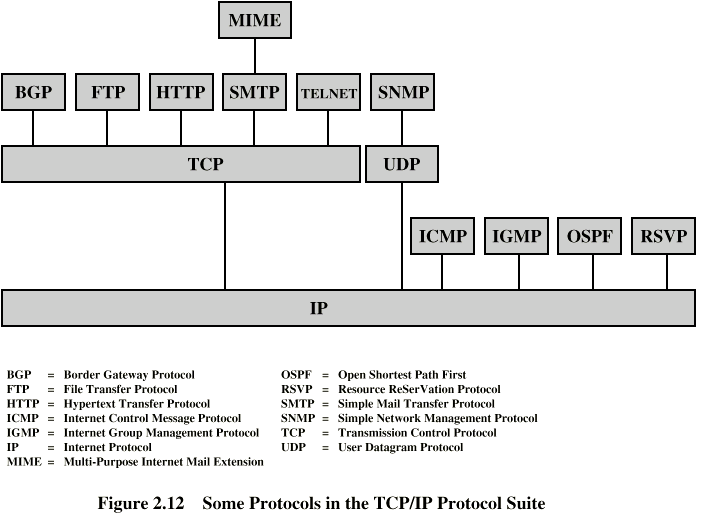 MIME
BGP FTP HTTP SMTP TELNET SNMP
TCP UDP
ICMP IGMP OSPF RSVP
IP
BGP = Border Gateway Protocol
FTP = File Transfer Protocol
HTTP = Hypertext Transfer Protocol
ICMP = Internet Control Message Protocol
IGMP = Internet Group Management Protocol
IP = Internet Protocol
MIME = Multi-Purpose Internet Mail Extension
OSPF = Open Shortest Path First
RSVP = Resource ReSerVation Protocol
SMTP = Simple Mail Transfer Protocol
SNMP = Simple Network Management Protocol
TCP = Transmission Control Protocol
UDP = User Datagram Protocol
Figure 2.12 Some Protocols in the TCP/IP Protocol Suite